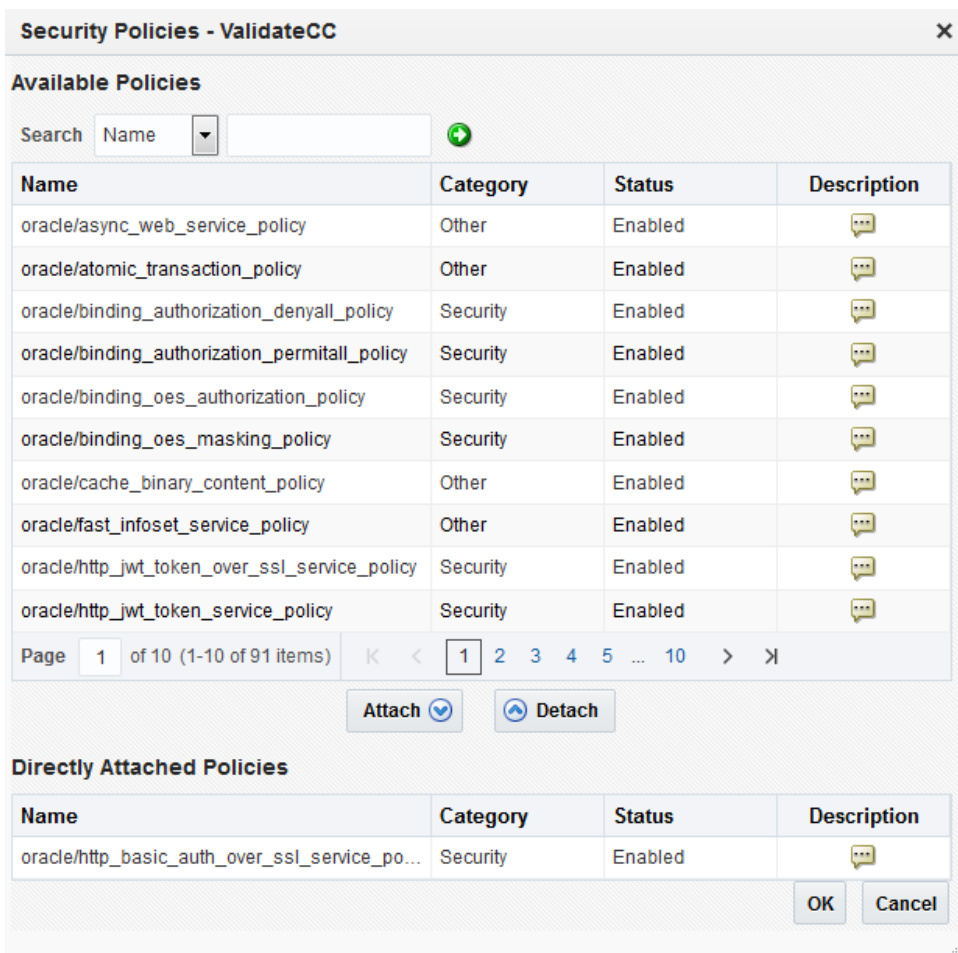 Security Policies - ValidateCC
Available Policies
Search Name
Name Category Status Description
oracle/async_web_service_policy Other Enabled
oracle/atomic_transaction_policy Other Enabled
oracle/binding_authorization_denyall_policy Security Enabled
oracle/binding_authorization_permitall_policy Security Enabled
oracle/binding_oes_authorization_policy Security Enabled
oracle/binding_oes_masking_policy Security Enabled
oracle/cache_binary_content_policy Other Enabled
oracle/fast_infoset_service_policy Other Enabled
oracle/http_jwt_token_over_ssl_service_policy Security Enabled
oracle/http_jwt_token_service_policy Security Enabled
Page 1 of 10 (1-10 of 91 items) 1 2 3 4 5 ... 10
Attach Detach
Directly Attached Policies
Name Category Status Description
oracle/http_basic_auth_over_ssl_service_po... Security Enabled
OK Cancel